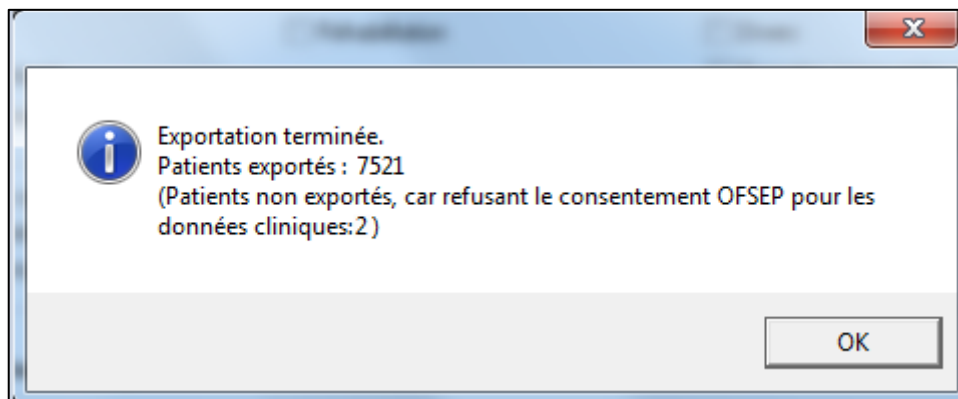 Exportation terminée.
Patients exportés : 7521
(Patients non exportés, car refusant le consentement OFSEP pour les
données cliniques:2 )
OK